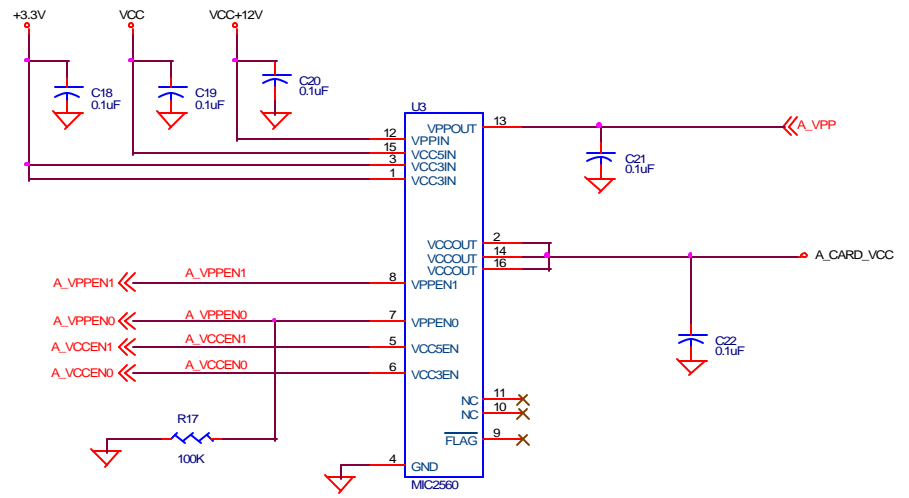 +3.3V VCC VCC+12V
C18 0.1uF
C19 0.1uF
C20 0.1uF
U3
12 VPPIN
15 VCC5IN
3 VCC3IN
1 VCC3IN
VPPOUT 13
A_VPP
C21 0.1uF
VCCOUT 2
VCCOUT 14
VCCOUT 16
A_CARD_VCC
C22 0.1uF
A_VPPEN1 A_VPPEN1 8 VPPEN1
A_VPPEN0 A_VPPEN0 7 VPPEN0
A_VCCEN1 A_VCCEN1 5 VCC5EN
A_VCCEN0 A_VCCEN0 6 VCC3EN
NC 11
NC 10
FLAG 9
R17
100K
4 GND
MIC2560